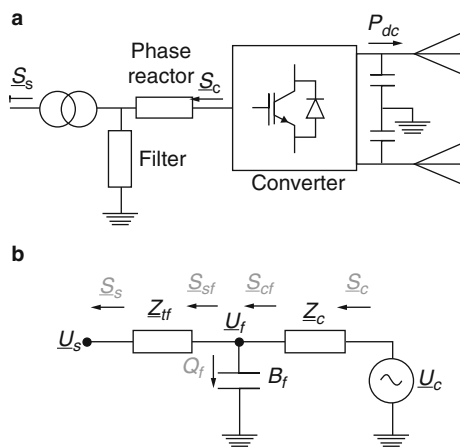 a
P_dc
Phase
reactor
S_s
S_c
Filter
Converter
b
S_s
S_sf
S_cf
S_c
Z_tf
U_f
Z_c
U_s
Q_f
B_f
U_c